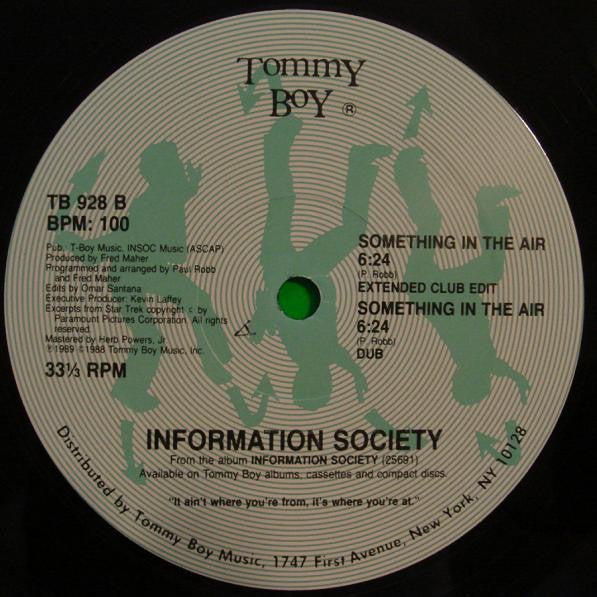 Tommy
Boy ®
TB 928 B
BPM: 100
Pub.: T-Boy Music, INSOC Music (ASCAP)
Produced by Fred Maher
Programmed and arranged by Paul Robb
and Fred Maher
Edits by Omar Santana
Executive Producer: Kevin Laffey
Excerpts from Star Trek copyright c by
Paramount Pictures Corporation. All rights
reserved.
Mastered by Herb Powers, Jr.
℗1989 ©1988 Tommy Boy Music, Inc.
33⅓ RPM
SOMETHING IN THE AIR
6:24
(P. Robb)
EXTENDED CLUB EDIT
SOMETHING IN THE AIR
6:24
(P. Robb)
DUB
INFORMATION SOCIETY
From the album INFORMATION SOCIETY (25691)
Available on Tommy Boy albums, cassettes and compact discs.
"It ain't where you're from, it's where you're at."
Distributed by Tommy Boy Music, 1747 First Avenue, New York, NY 10128